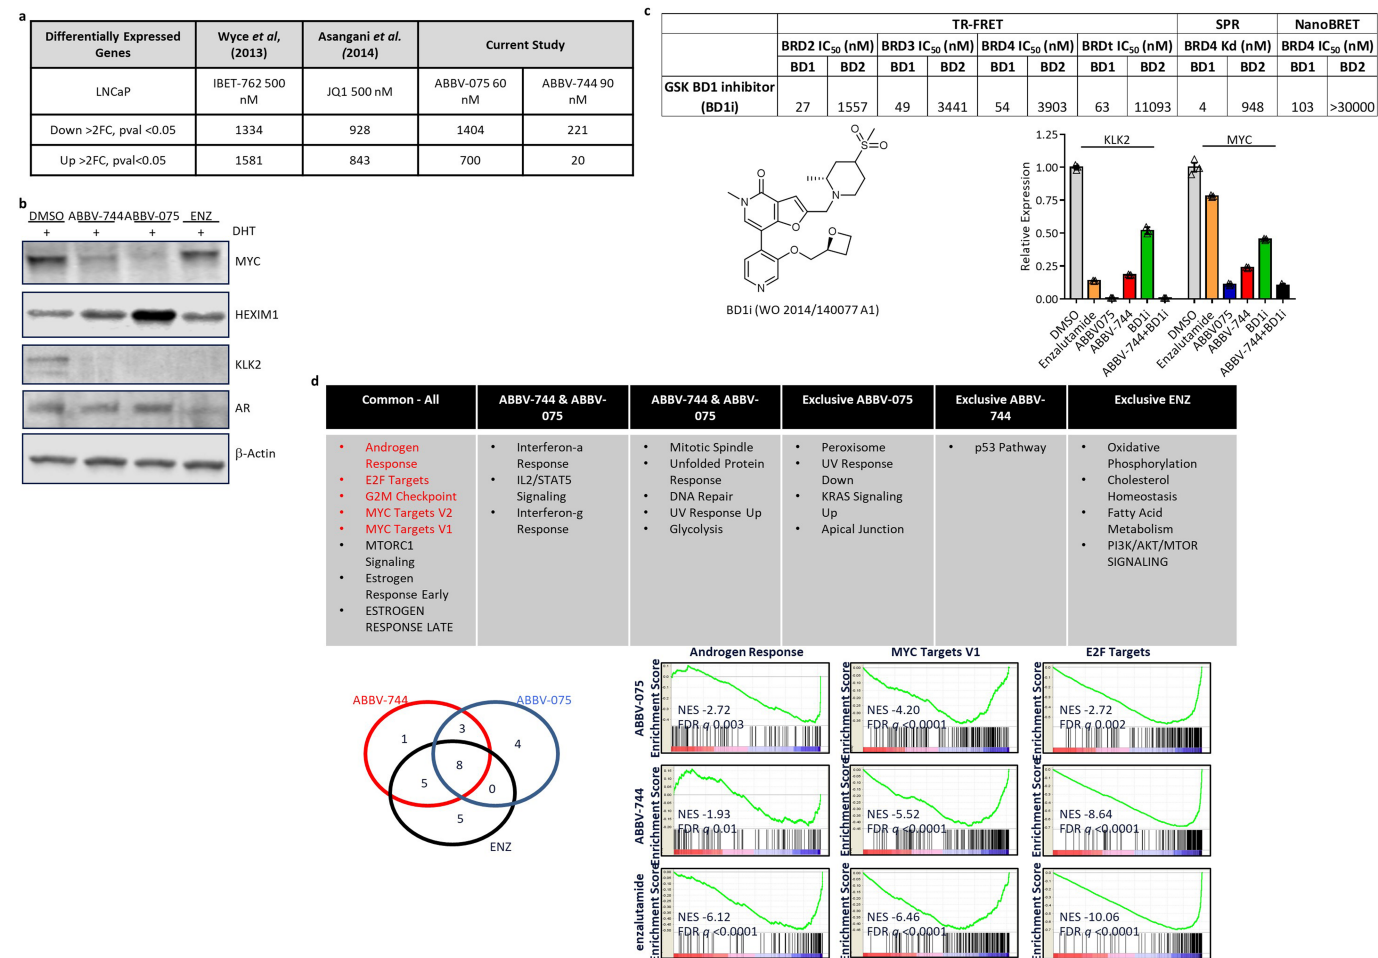 a
Differentially Expressed Genes | Wyce et al, (2013) | Asangani et al. (2014) | Current Study
LNCaP | IBET-762 500 nM | JQ1 500 nM | ABBV-075 60 nM | ABBV-744 90 nM
Down >2FC, pval <0.05 | 1334 | 928 | 1404 | 221
Up >2FC, pval<0.05 | 1581 | 843 | 700 | 20
b
DMSO ABBV-744 ABBV-075 ENZ
+ + + + DHT
MYC
HEXIM1
KLK2
AR
β-Actin
c
TR-FRET | SPR | NanoBRET
BRD2 IC50 (nM) | BRD3 IC50 (nM) | BRD4 IC50 (nM) | BRDt IC50 (nM) | BRD4 Kd (nM) | BRD4 IC50 (nM)
BD1 | BD2 | BD1 | BD2 | BD1 | BD2 | BD1 | BD2 | BD1 | BD2 | BD1 | BD2
GSK BD1 inhibitor (BD1i) | 27 | 1557 | 49 | 3441 | 54 | 3903 | 63 | 11093 | 4 | 948 | 103 | >30000
O
S=O
O
N
N
O
O
O
N
BD1i (WO 2014/140077 A1)
Relative Expression
1.25
1.00
0.75
0.50
0.25
0.00
KLK2
MYC
DMSO
Enzalutamide
ABBV075
ABBV-744
BD1i
ABBV-744+BD1i
DMSO
Enzalutamide
ABBV075
ABBV-744
BD1i
ABBV-744+BD1i
d
Common - All
• Androgen
Response
• E2F Targets
• G2M Checkpoint
• MYC Targets V2
• MYC Targets V1
• MTORC1
Signaling
• Estrogen
Response Early
• ESTROGEN
RESPONSE LATE
ABBV-744 & ABBV-
075
• Interferon-a
Response
• IL2/STAT5
Signaling
• Interferon-g
Response
ABBV-744 & ABBV-
075
• Mitotic Spindle
• Unfolded Protein
Response
• DNA Repair
• UV Response Up
• Glycolysis
Exclusive ABBV-075
• Peroxisome
• UV Response
Down
• KRAS Signaling
Up
• Apical Junction
Exclusive ABBV-
744
• p53 Pathway
Exclusive ENZ
• Oxidative
Phosphorylation
• Cholesterol
Homeostasis
• Fatty Acid
Metabolism
• PI3K/AKT/MTOR
SIGNALING
ABBV-744
ABBV-075
1
3
4
8
5
0
5
ENZ
Androgen Response
MYC Targets V1
E2F Targets
ABBV-075
Enrichment Score
NES -2.72
FDR q 0.003
Enrichment Score
NES -4.20
FDR q <0.0001
Enrichment Score
NES -2.72
FDR q 0.002
ABBV-744
Enrichment Score
NES -1.93
FDR q 0.01
Enrichment Score
NES -5.52
FDR q <0.0001
Enrichment Score
NES -8.64
FDR q <0.0001
enzalutamide
Enrichment Score
NES -6.12
FDR q <0.0001
Enrichment Score
NES -6.46
FDR q <0.0001
Enrichment Score
NES -10.06
FDR q <0.0001